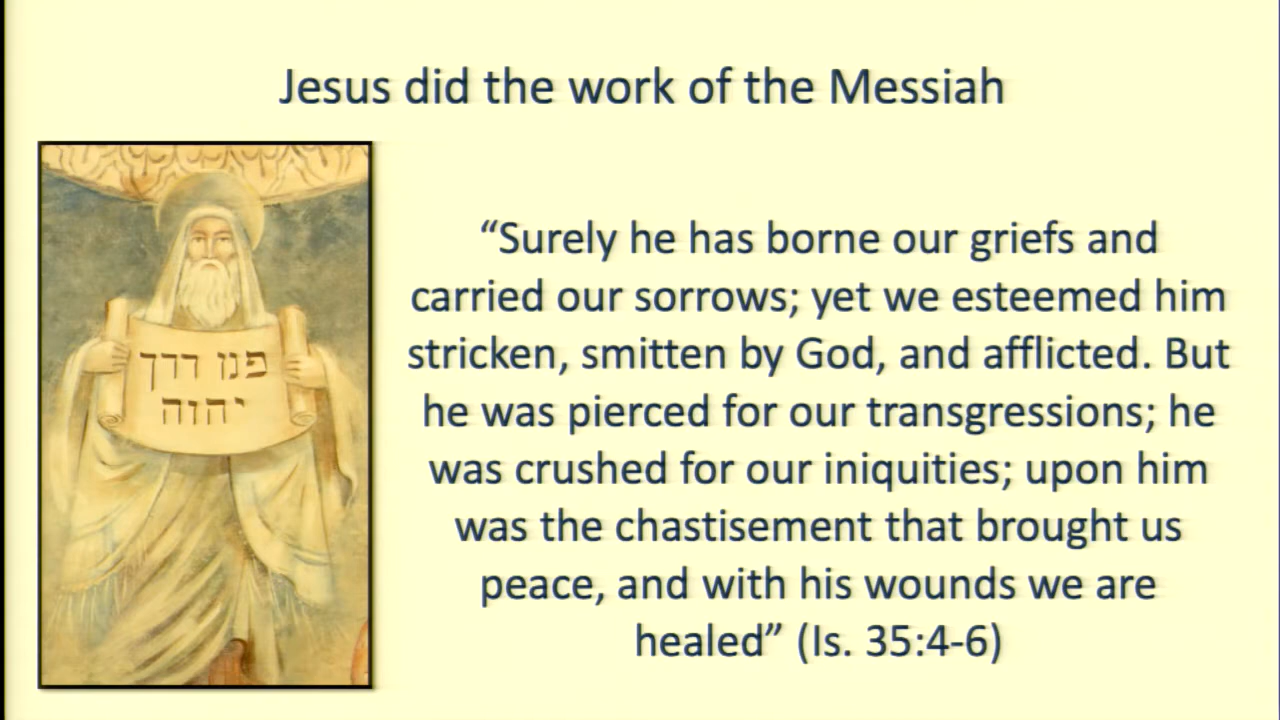 Jesus did the work of the Messiah
פנו דרך
יהוה
“Surely he has borne our griefs and
carried our sorrows; yet we esteemed him
stricken, smitten by God, and afflicted. But
he was pierced for our transgressions; he
was crushed for our iniquities; upon him
was the chastisement that brought us
peace, and with his wounds we are
healed” (Is. 35:4-6)